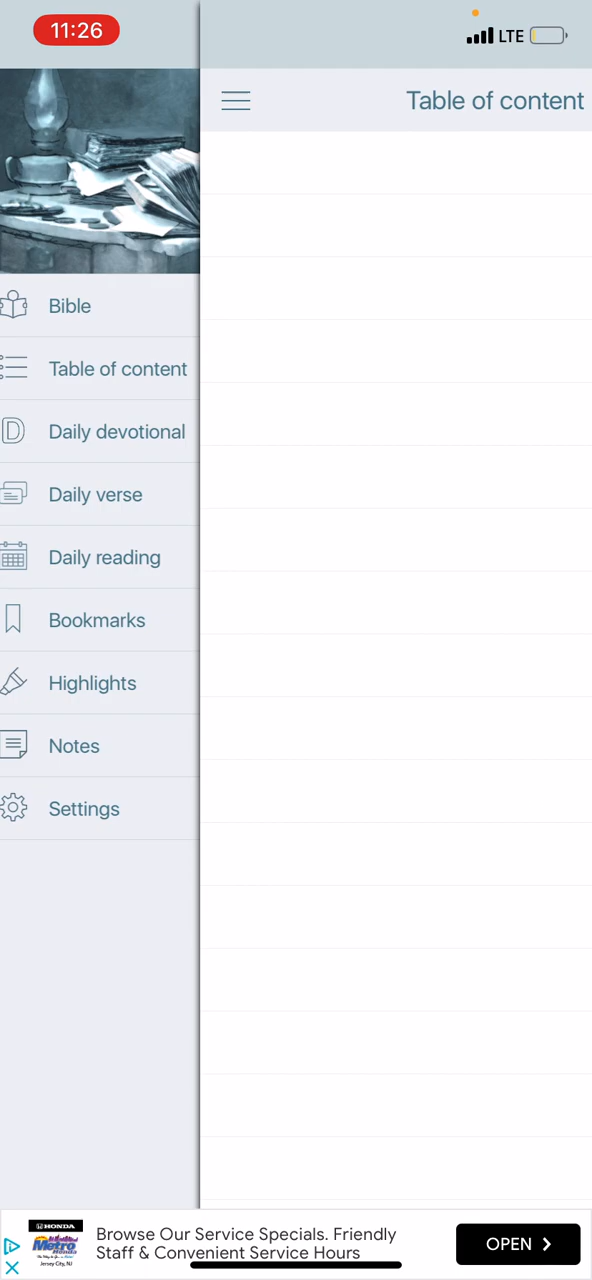 11:26
LTE
Table of content
Bible
Table of content
D
Daily devotional
Daily verse
Daily reading
Bookmarks
Highlights
Notes
Settings
HONDA
Metro
Honda
Jersey City, NJ
Browse Our Service Specials. Friendly
Staff & Convenient Service Hours
OPEN